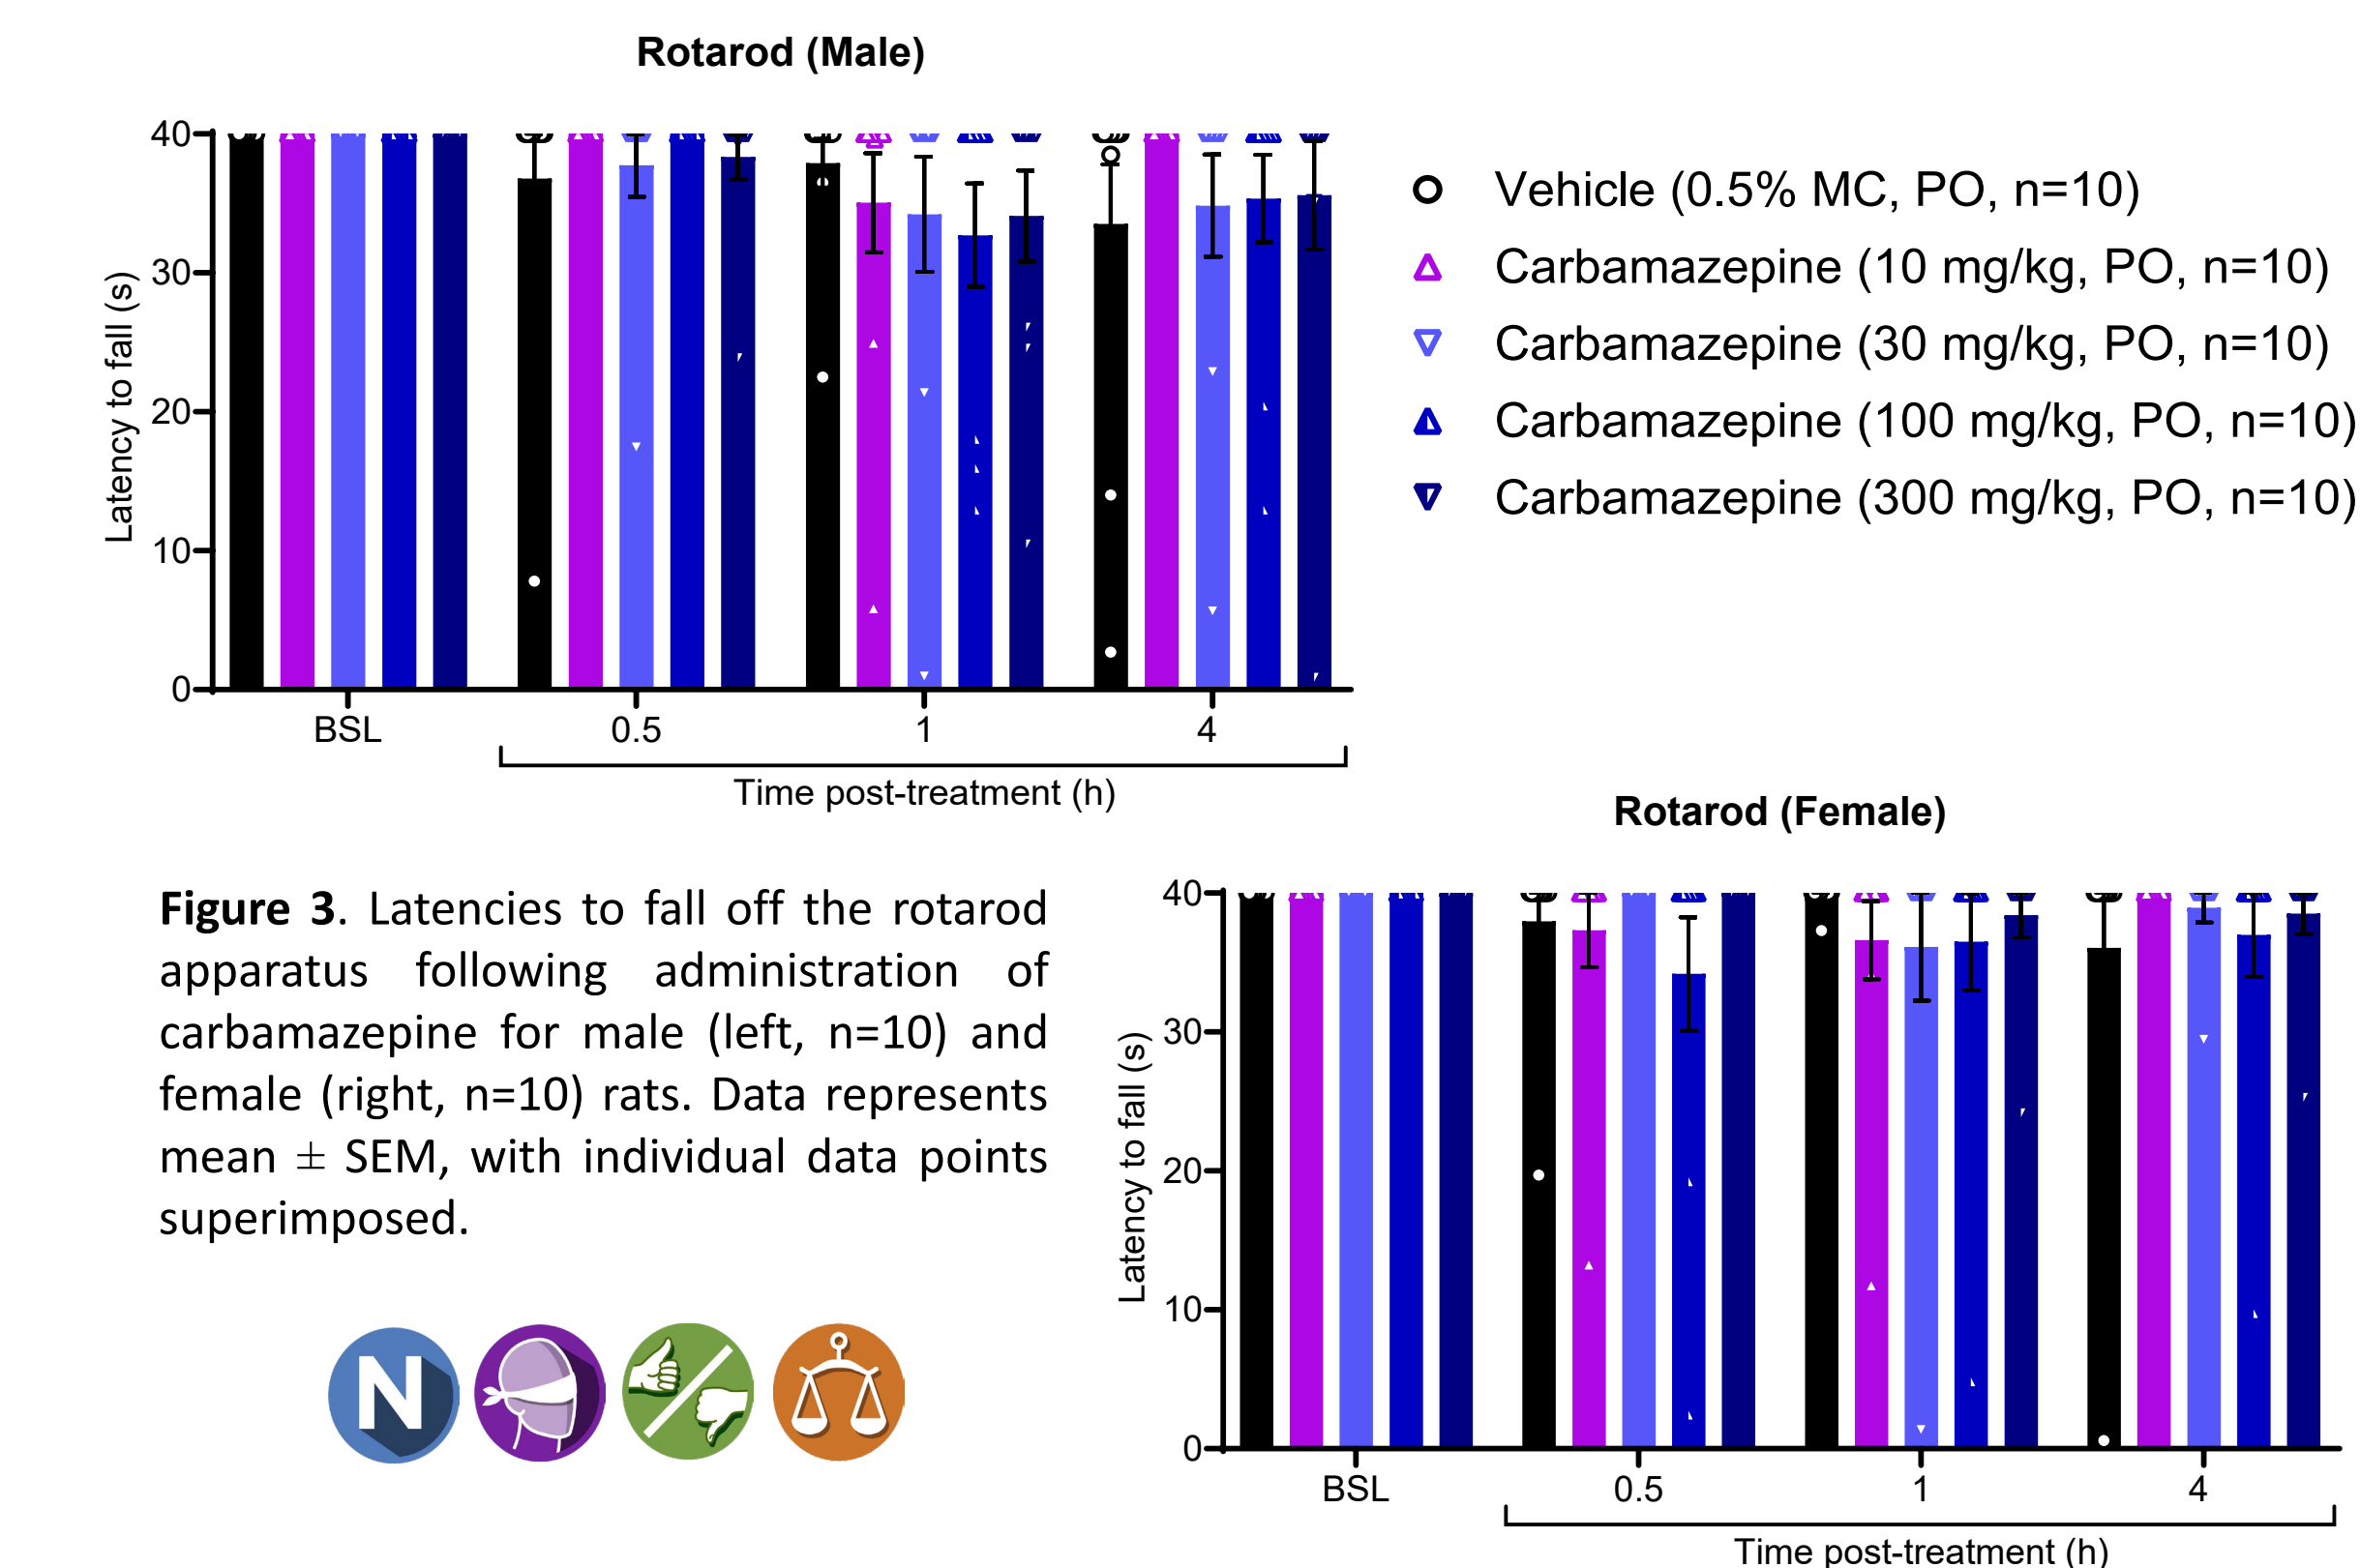 Rotarod (Male)
Latency to fall (s)
40
30
20
10
0
BSL
0.5
1
4
Time post-treatment (h)
Vehicle (0.5% MC, PO, n=10)
Carbamazepine (10 mg/kg, PO, n=10)
Carbamazepine (30 mg/kg, PO, n=10)
Carbamazepine (100 mg/kg, PO, n=10)
Carbamazepine (300 mg/kg, PO, n=10)
Figure 3. Latencies to fall off the rotarod
apparatus following administration of
carbamazepine for male (left, n=10) and
female (right, n=10) rats. Data represents
mean ± SEM, with individual data points
superimposed.
N
Rotarod (Female)
Latency to fall (s)
40
30
20
10
0
BSL
0.5
1
4
Time post-treatment (h)